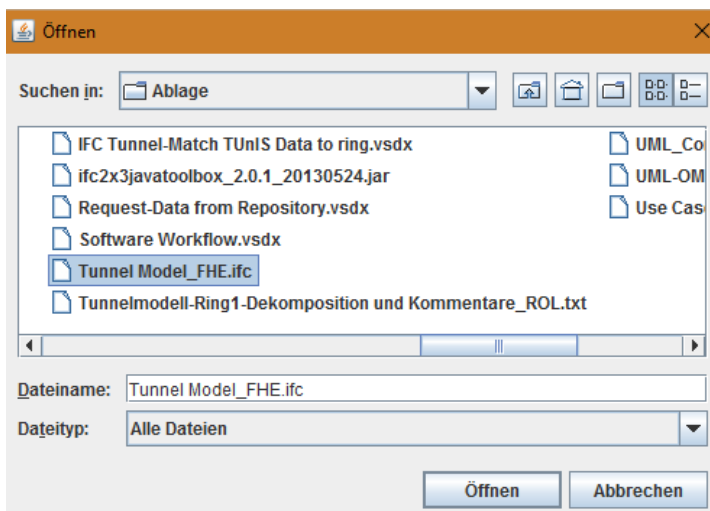 Öffnen
Suchen in: Ablage
IFC Tunnel-Match TUnIS Data to ring.vsdx
ifc2x3javatoolbox_2.0.1_20130524.jar
Request-Data from Repository.vsdx
Software Workflow.vsdx
Tunnel Model_FHE.ifc
Tunnelmodell-Ring1-Dekomposition und Kommentare_ROL.txt
UML_Co
UML-OM
Use Cas
Dateiname: Tunnel Model_FHE.ifc
Dateityp: Alle Dateien
Öffnen Abbrechen